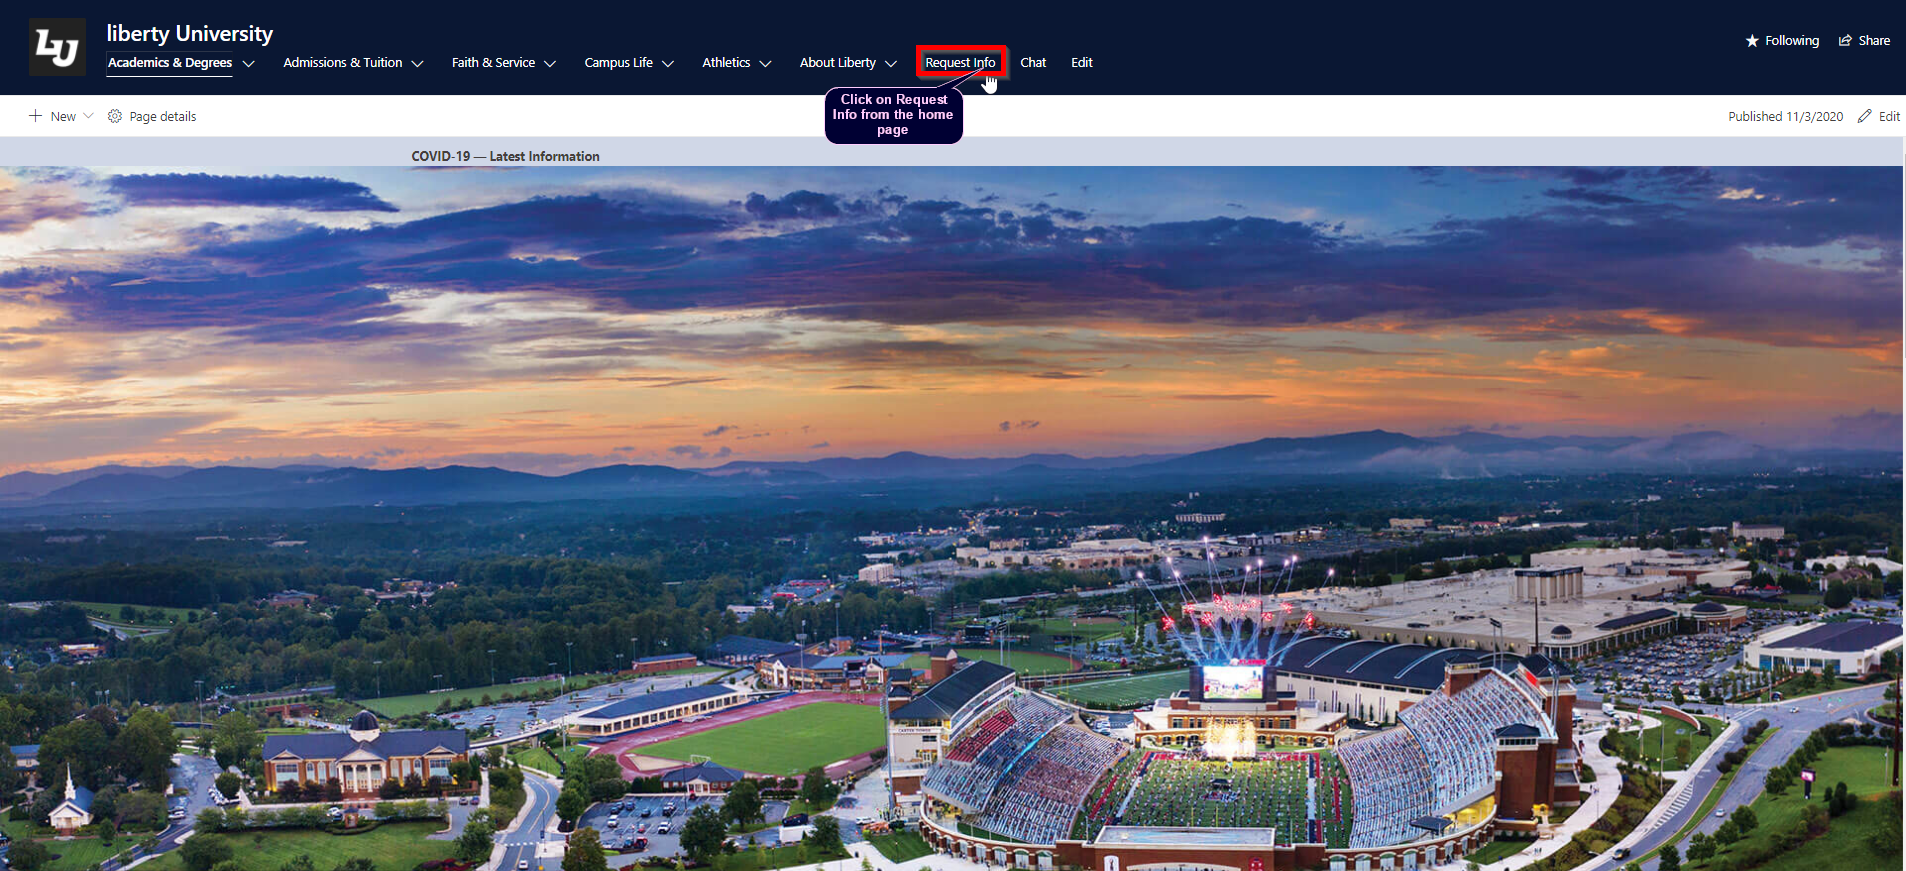 LU
liberty University
Academics & Degrees
Admissions & Tuition
Faith & Service
Campus Life
Athletics
About Liberty
Request Info
Chat
Edit
Following
Share
Click on Request
Info from the home
page
New
Page details
Published 11/3/2020
Edit
COVID-19 — Latest Information